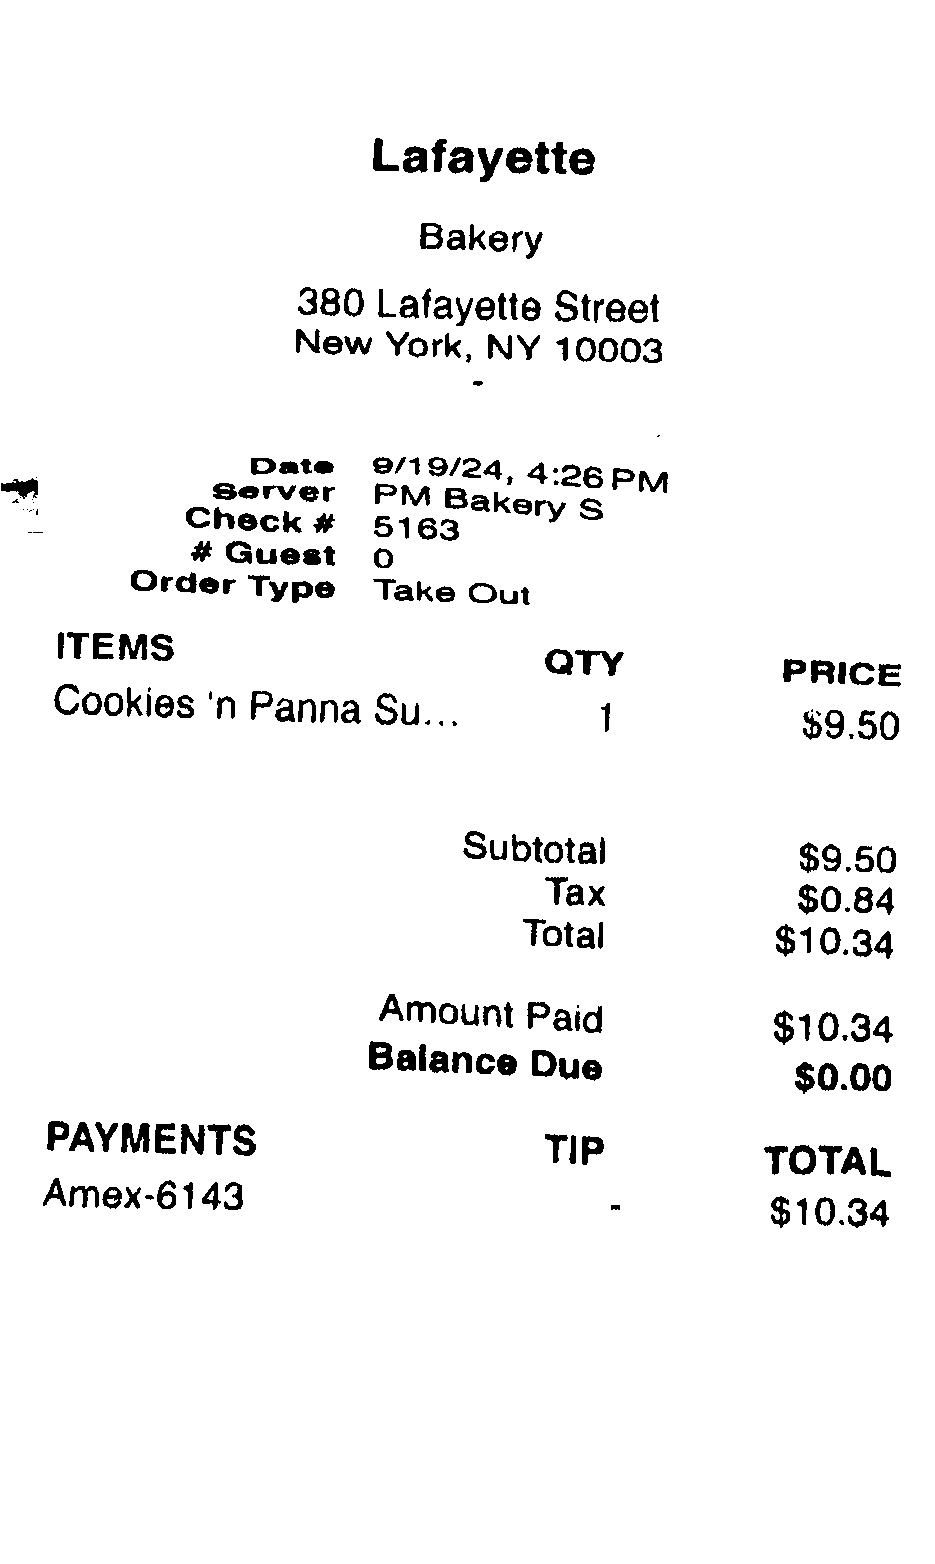 Lafayette
Bakery
380 Lafayette Street
New York, NY 10003
-
Date 9/19/24, 4:26 PM
Server PM Bakery S
Check # 5163
# Guest 0
Order Type Take Out
ITEMS QTY PRICE
Cookies 'n Panna Su... 1 $9.50
Subtotal $9.50
Tax $0.84
Total $10.34
Amount Paid $10.34
Balance Due $0.00
PAYMENTS TIP TOTAL
Amex-6143 - $10.34